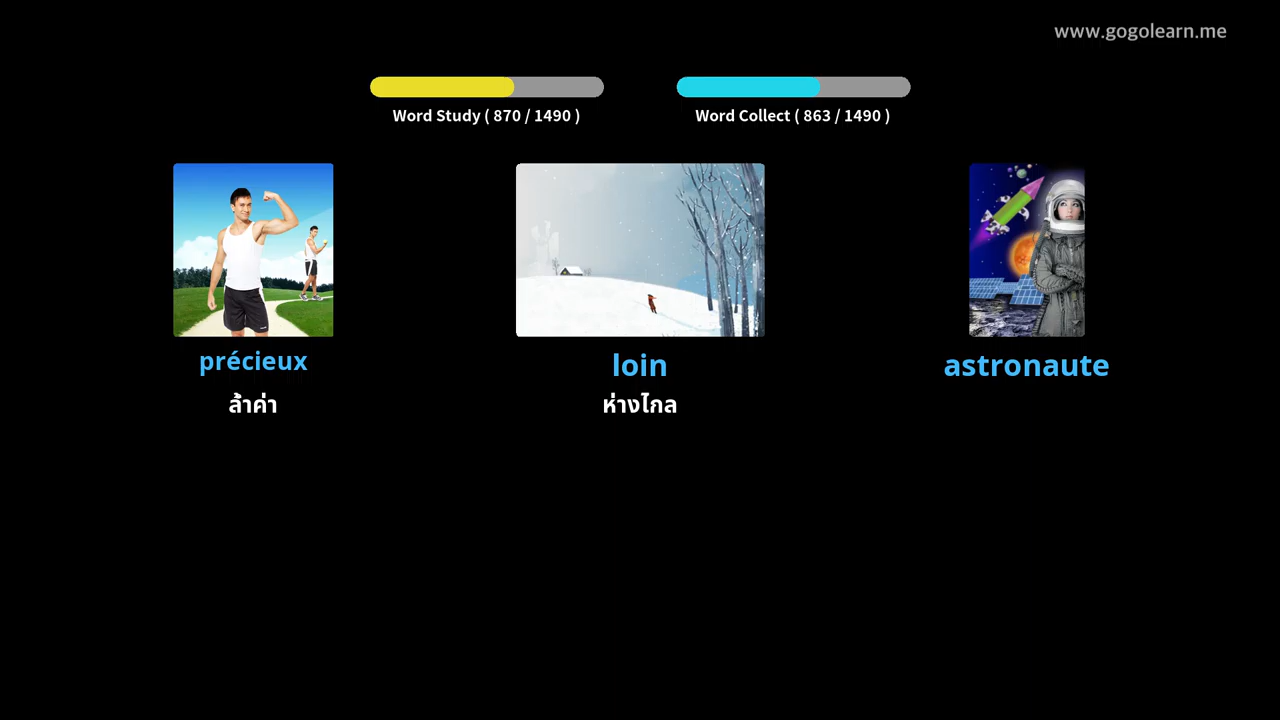 www.gogolearn.me
Word Study ( 870 / 1490 )
Word Collect ( 863 / 1490 )
précieux
ล้ำค่า
loin
ห่างไกล
astronaute